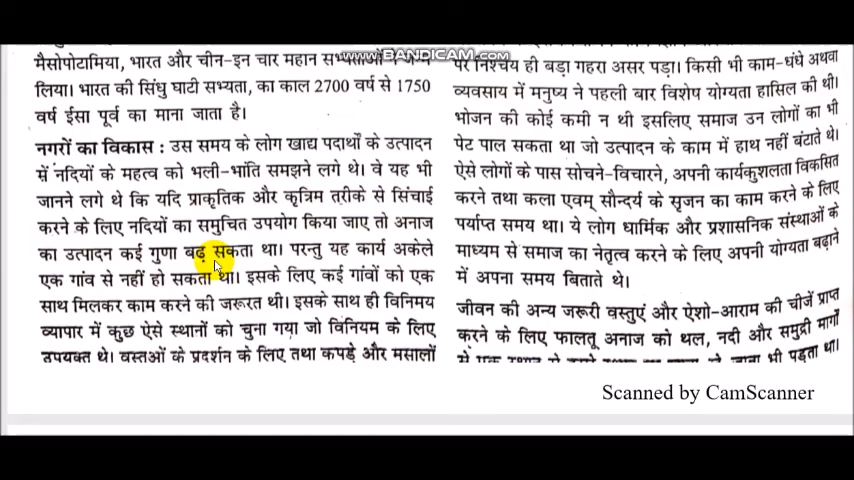 मैसोपोटामिया, भारत और चीन-इन चार महान
www.BANDICAM.com
लिया। भारत की सिंधु घाटी सभ्यता, का काल 2700 वर्ष से 1750
वर्ष ईसा पूर्व का माना जाता है।
नगरों का विकास : उस समय के लोग खाद्य पदार्थों के उत्पादन
में नदियों के महत्व को भली-भांति समझने लगे थे। वे यह भी
जानने लगे थे कि यदि प्राकृतिक और कृत्रिम तरीके से सिंचाई
करने के लिए नदियों का समुचित उपयोग किया जाए तो अनाज
का उत्पादन कई गुणा बढ़ सकता था। परन्तु यह कार्य अकेले
एक गांव से नहीं हो सकता था। इसके लिए कई गांवों को एक
साथ मिलकर काम करने की जरूरत थी। इसके साथ ही विनिमय
व्यापार में कुछ ऐसे स्थानों को चुना गया जो विनियम के लिए
उपयक्त थे। वस्तओं के प्रदर्शन के लिए तथा कपड़े और मसालों
पर निश्चय ही बड़ा गहरा असर पड़ा। किसी भी काम-धंधे अथवा
व्यवसाय में मनुष्य ने पहली बार विशेष योग्यता हासिल की थी।
भोजन की कोई कमी न थी इसलिए समाज उन लोगों का भी
पेट पाल सकता था जो उत्पादन के काम में हाथ नहीं बंटाते थे।
ऐसे लोगों के पास सोचने-विचारने, अपनी कार्यकुशलता विकसित
करने तथा कला एवम् सौन्दर्य के सृजन का काम करने के लिए
पर्याप्त समय था। ये लोग धार्मिक और प्रशासनिक संस्थाओं के
माध्यम से समाज का नेतृत्व करने के लिए अपनी योग्यता बढ़ाने
में अपना समय बिताते थे।
जीवन की अन्य जरूरी वस्तुएं और ऐशो-आराम की चीजें प्राप्त
करने के लिए फालतू अनाज को थल, नदी और समुद्री मार्गों
भी पड़ता था।
Scanned by CamScanner